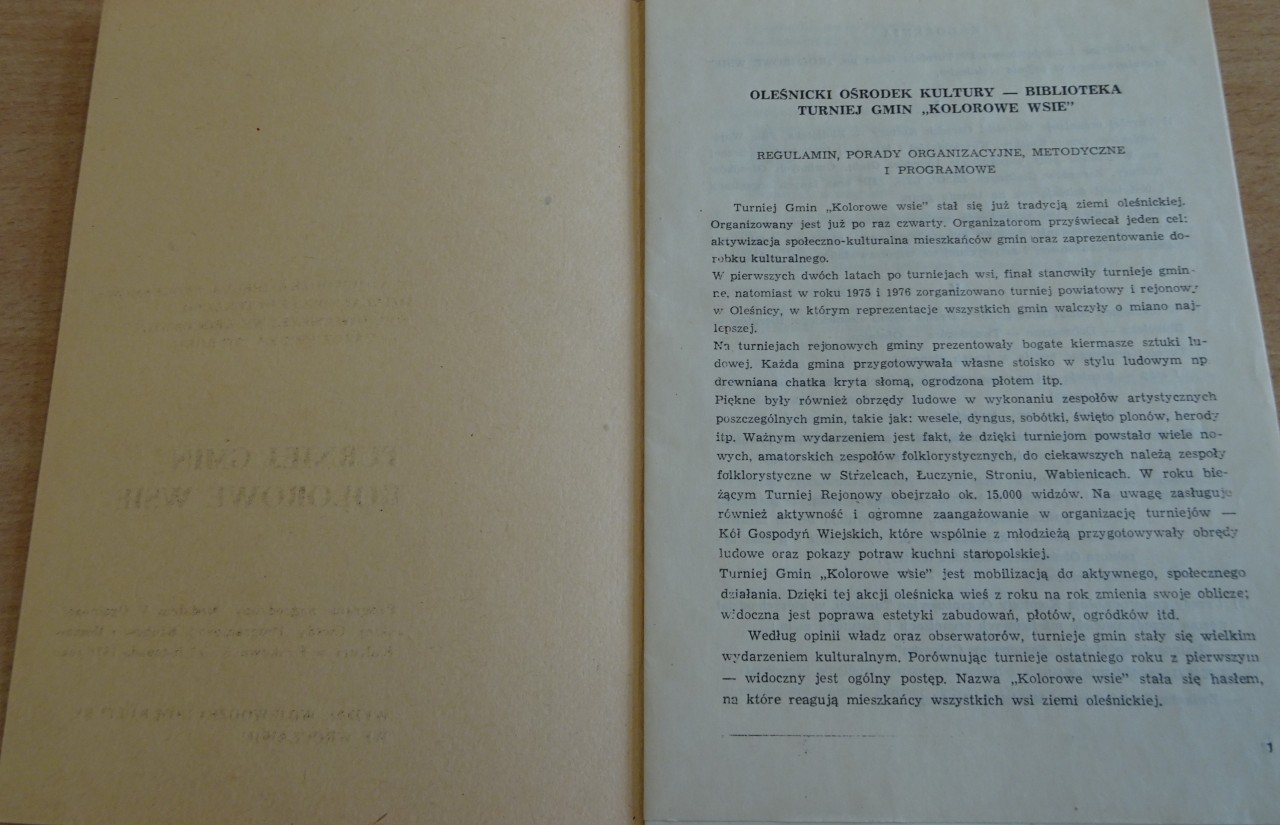 OLEŚNICKI OŚRODEK KULTURY — BIBLIOTEKA
TURNIEJ GMIN „KOLOROWE WSIE”
REGULAMIN, PORADY ORGANIZACYJNE, METODYCZNE
I PROGRAMOWE
Turniej Gmin „Kolorowe wsie” stał się już tradycją ziemi oleśnickiej.
Organizowany jest już po raz czwarty. Organizatorom przyświecał jeden cel:
aktywizacja społeczno-kulturalna mieszkańców gmin oraz zaprezentowanie do-
robku kulturalnego.
W pierwszych dwóch latach po turniejach wsi, finał stanowiły turnieje gmin-
ne, natomiast w roku 1975 i 1976 zorganizowano turniej powiatowy i rejonowy
w Oleśnicy, w którym reprezentacje wszystkich gmin walczyły o miano naj-
lepszej.
Na turniejach rejonowych gminy prezentowały bogate kiermasze sztuki lu-
dowej. Każda gmina przygotowywała własne stoisko w stylu ludowym np
drewniana chatka kryta słomą, ogrodzona płotem itp.
Piękne były również obrzędy ludowe w wykonaniu zespołów artystycznych
poszczególnych gmin, takie jak: wesele, dyngus, sobótki, święto plonów, herody
itp. Ważnym wydarzeniem jest fakt, że dzięki turniejom powstało wiele no-
wych, amatorskich zespołów folklorystycznych, do ciekawszych należą zespoły
folklorystyczne w Strzelcach, Łuczynie, Stroniu, Wabienicach. W roku bie-
żącym Turniej Rejonowy obejrzało ok. 15.000 widzów. Na uwagę zasługuje
również aktywność i ogromne zaangażowanie w organizację turniejów —
Kół Gospodyń Wiejskich, które wspólnie z młodzieżą przygotowywały obrędy
ludowe oraz pokazy potraw kuchni staropolskiej.
Turniej Gmin „Kolorowe wsie” jest mobilizacją do aktywnego, społecznego
działania. Dzięki tej akcji oleśnicka wieś z roku na rok zmienia swoje oblicze;
widoczna jest poprawa estetyki zabudowań, płotów, ogródków itd.
Według opinii władz oraz obserwatorów, turnieje gmin stały się wielkim
wydarzeniem kulturalnym. Porównując turnieje ostatniego roku z pierwszym
— widoczny jest ogólny postęp. Nazwa „Kolorowe wsie” stała się hasłem,
na które reagują mieszkańcy wszystkich wsi ziemi oleśnickiej.
1